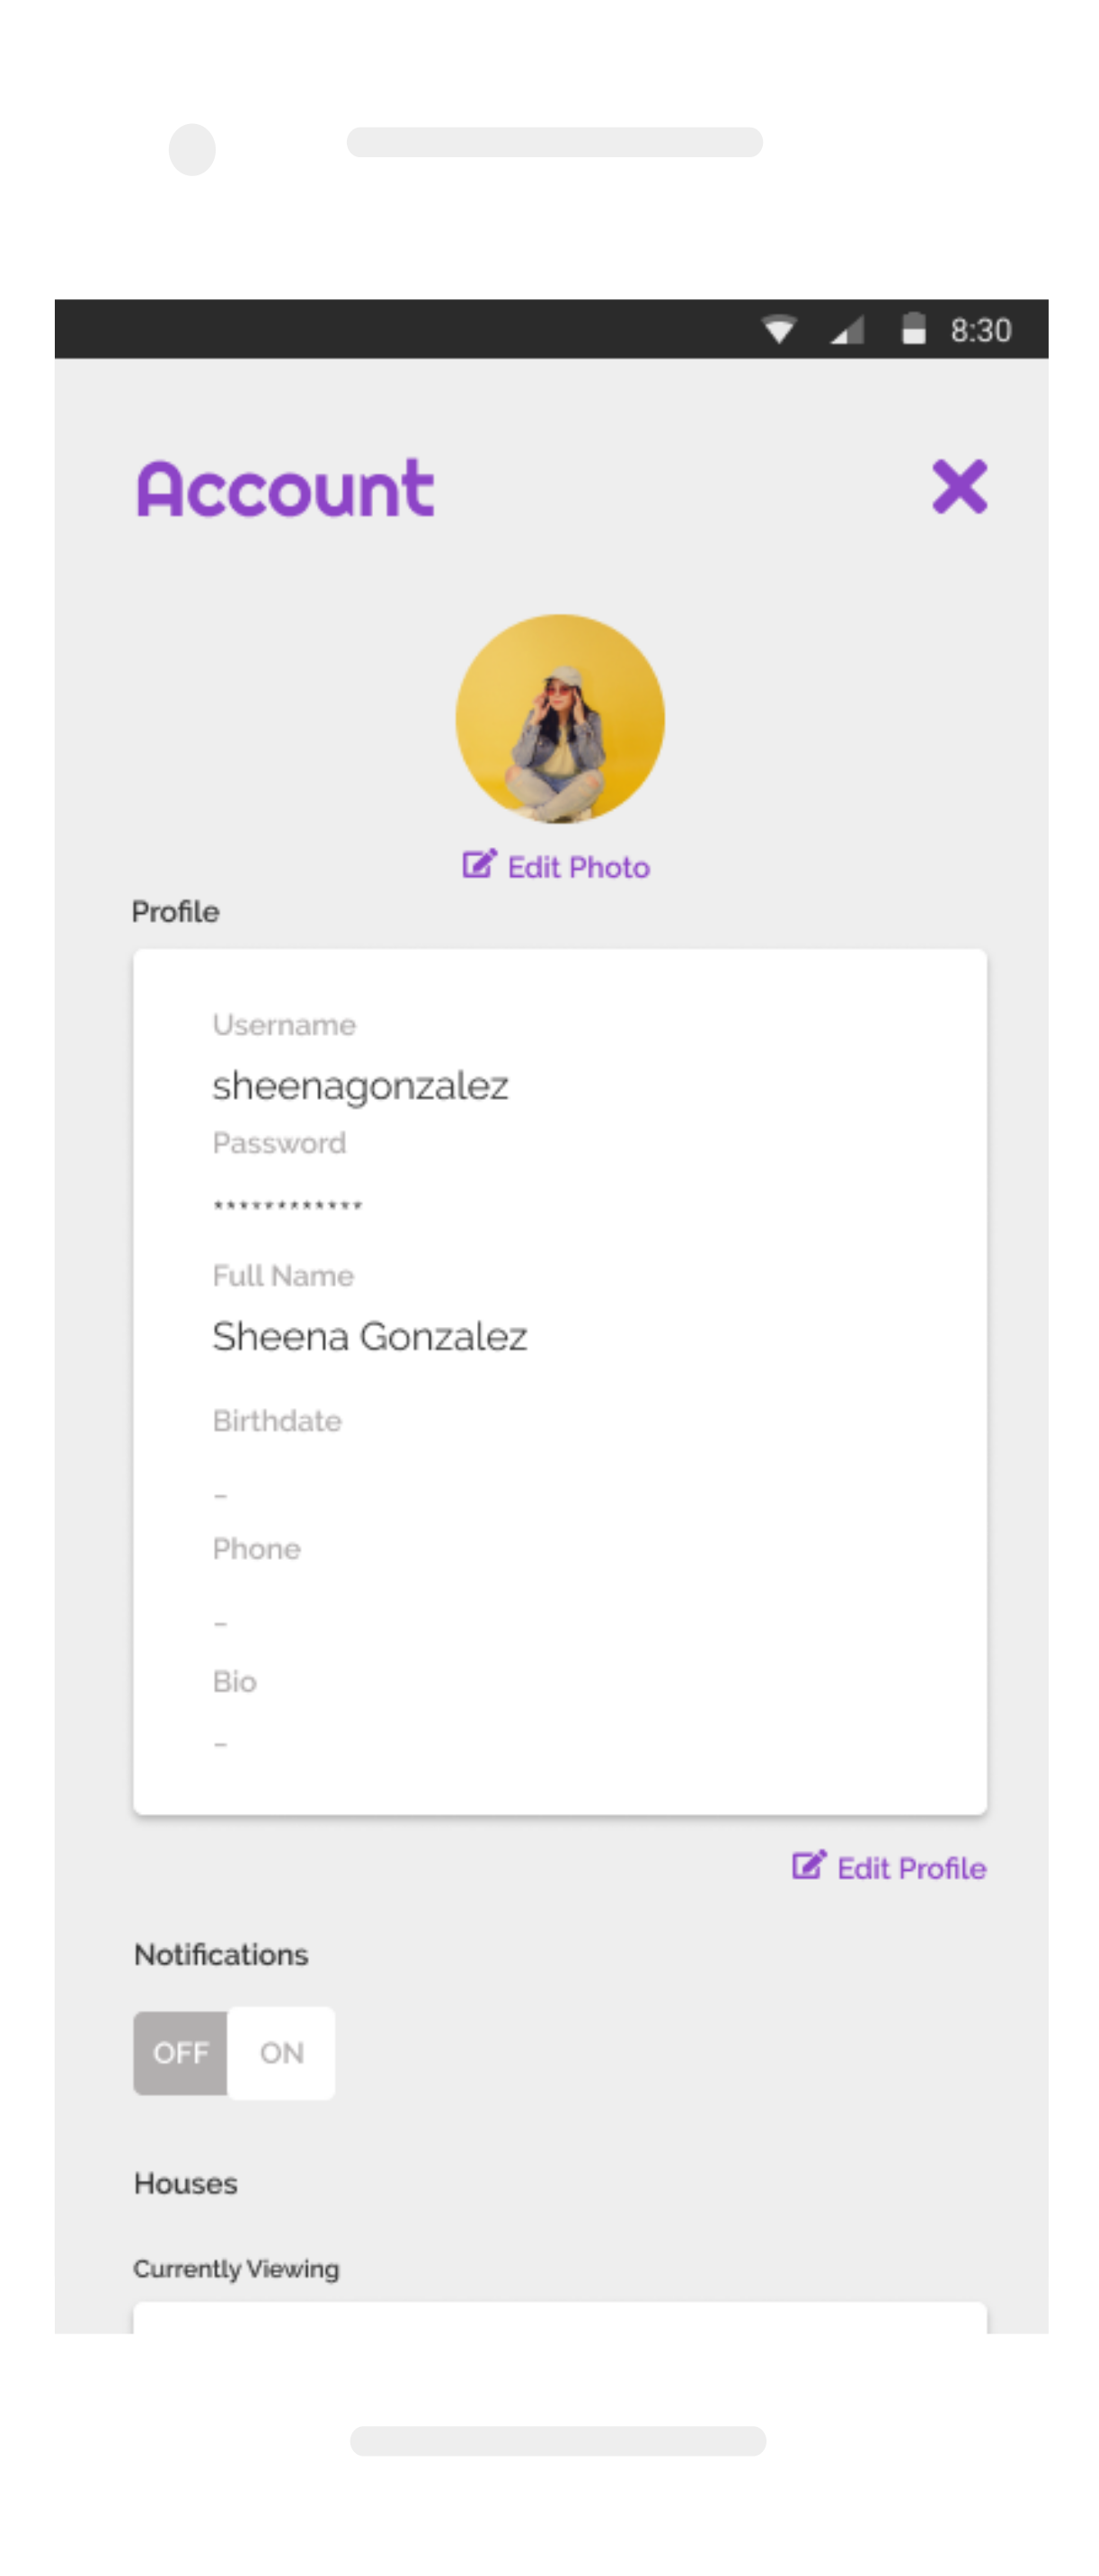 8:30
Account
Edit Photo
Profile
Username
sheenagonzalez
Password
************
Full Name
Sheena Gonzalez
Birthdate
-
Phone
-
Bio
-
Edit Profile
Notifications
OFF ON
Houses
Currently Viewing